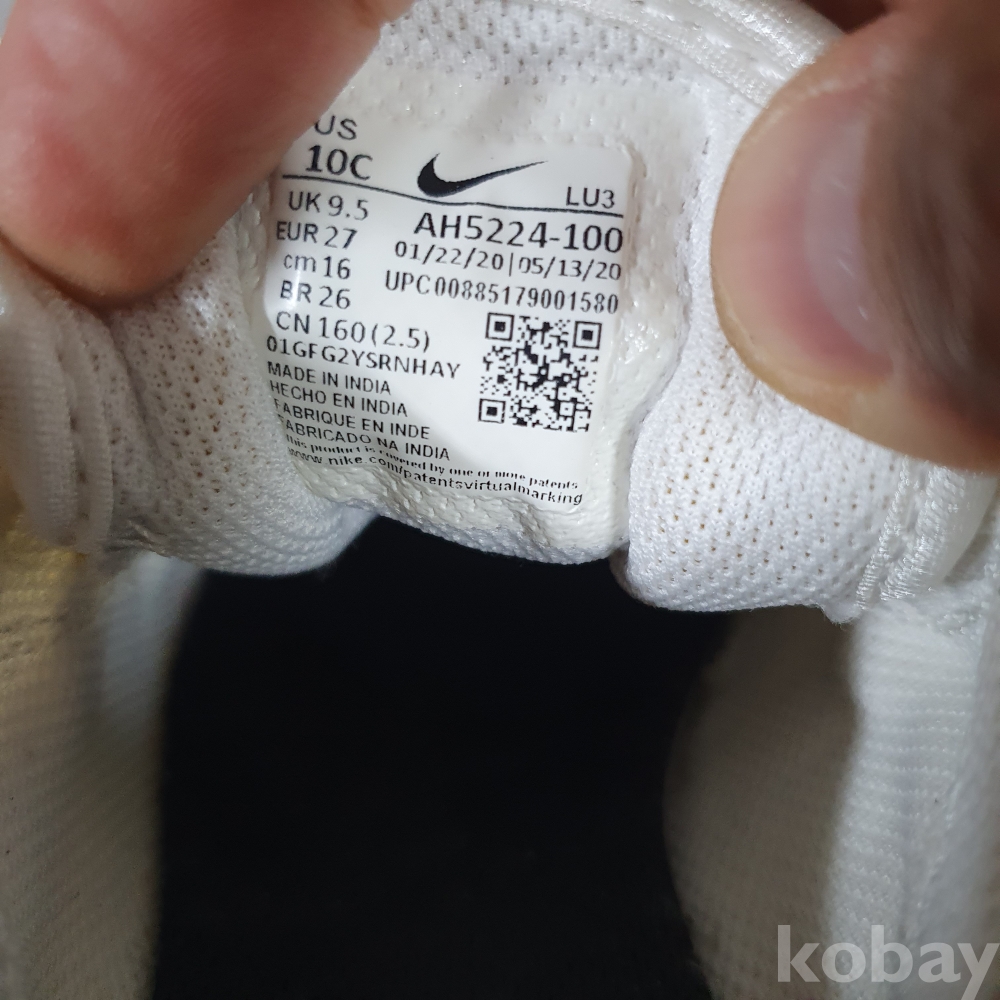 US
10C
LU3
UK 9.5
AH5224-100
EUR 27
01/22/20|05/13/20
cm 16
UPC00885179001580
BR 26
CN 160 (2.5)
01GFG2YSRNHAY
MADE IN INDIA
HECHO EN INDIA
FABRIQUE EN INDE
FABRICADO NA INDIA
this product is covered by one or more patents
www.nike.com/patentsvirtualmarking
kobay